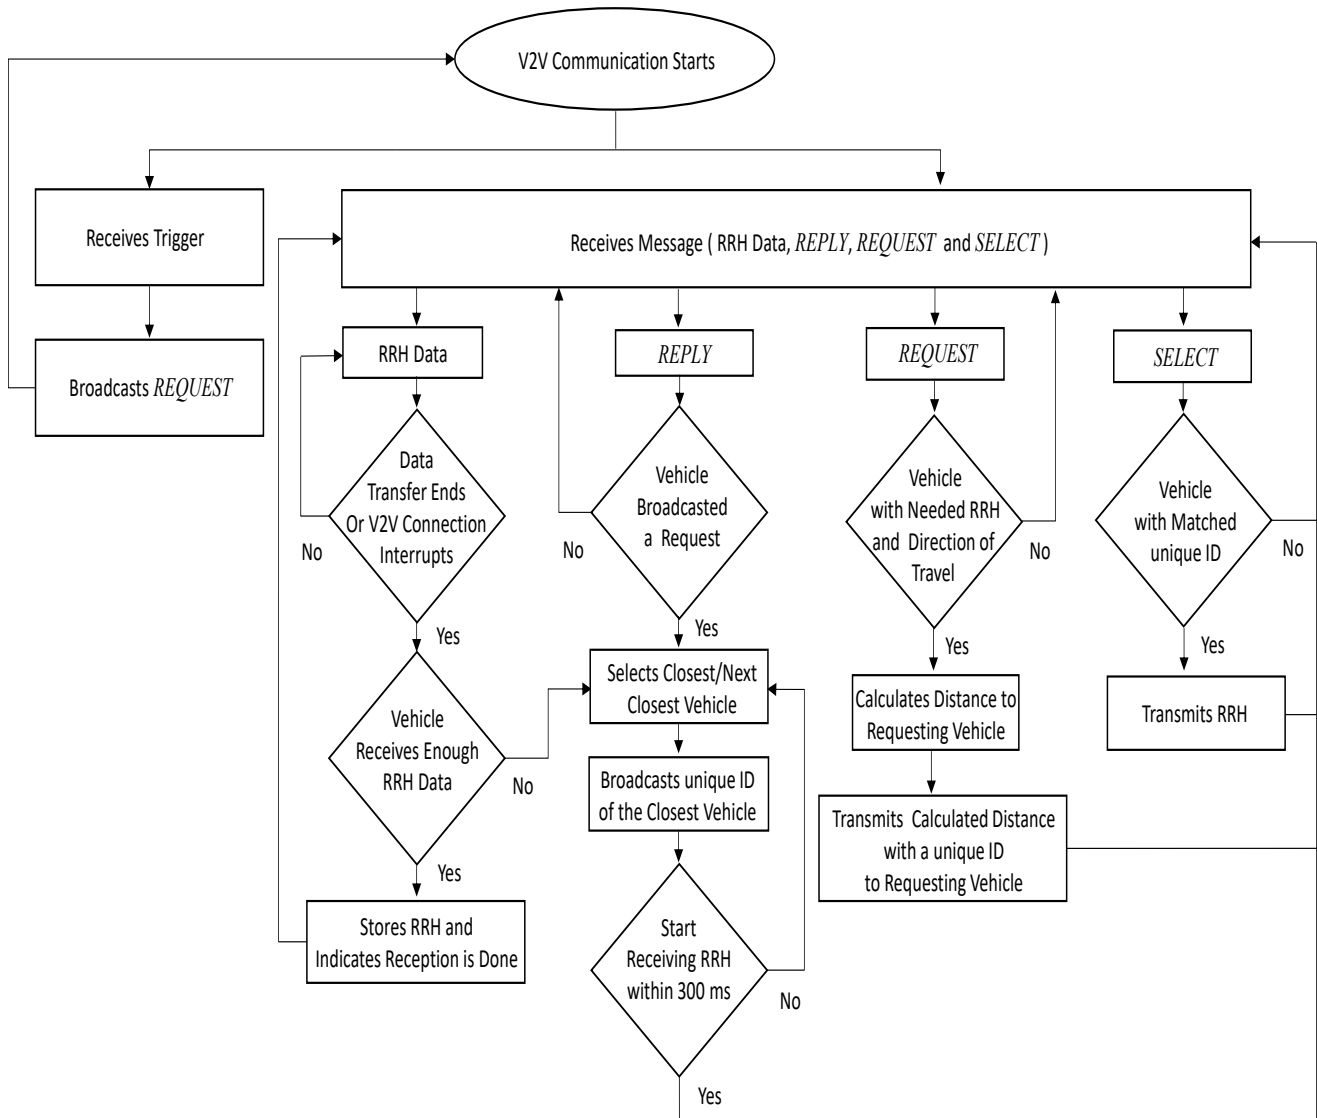 V2V Communication Starts
Receives Trigger
Receives Message ( RRH Data, REPLY, REQUEST and SELECT )
Broadcasts REQUEST
RRH Data
REPLY
REQUEST
SELECT
Data
Transfer Ends
Or V2V Connection
Interrupts
No
Yes
Vehicle
Broadcasted
a Request
No
Yes
Vehicle
with Needed RRH
and Direction of
Travel
No
Yes
Vehicle
with Matched
unique ID
No
Yes
Vehicle
Receives Enough
RRH Data
No
Yes
Selects Closest/Next
Closest Vehicle
Calculates Distance to
Requesting Vehicle
Transmits RRH
Broadcasts unique ID
of the Closest Vehicle
Transmits Calculated Distance
with a unique ID
to Requesting Vehicle
Stores RRH and
Indicates Reception is Done
Start
Receiving RRH
within 300 ms
No
Yes